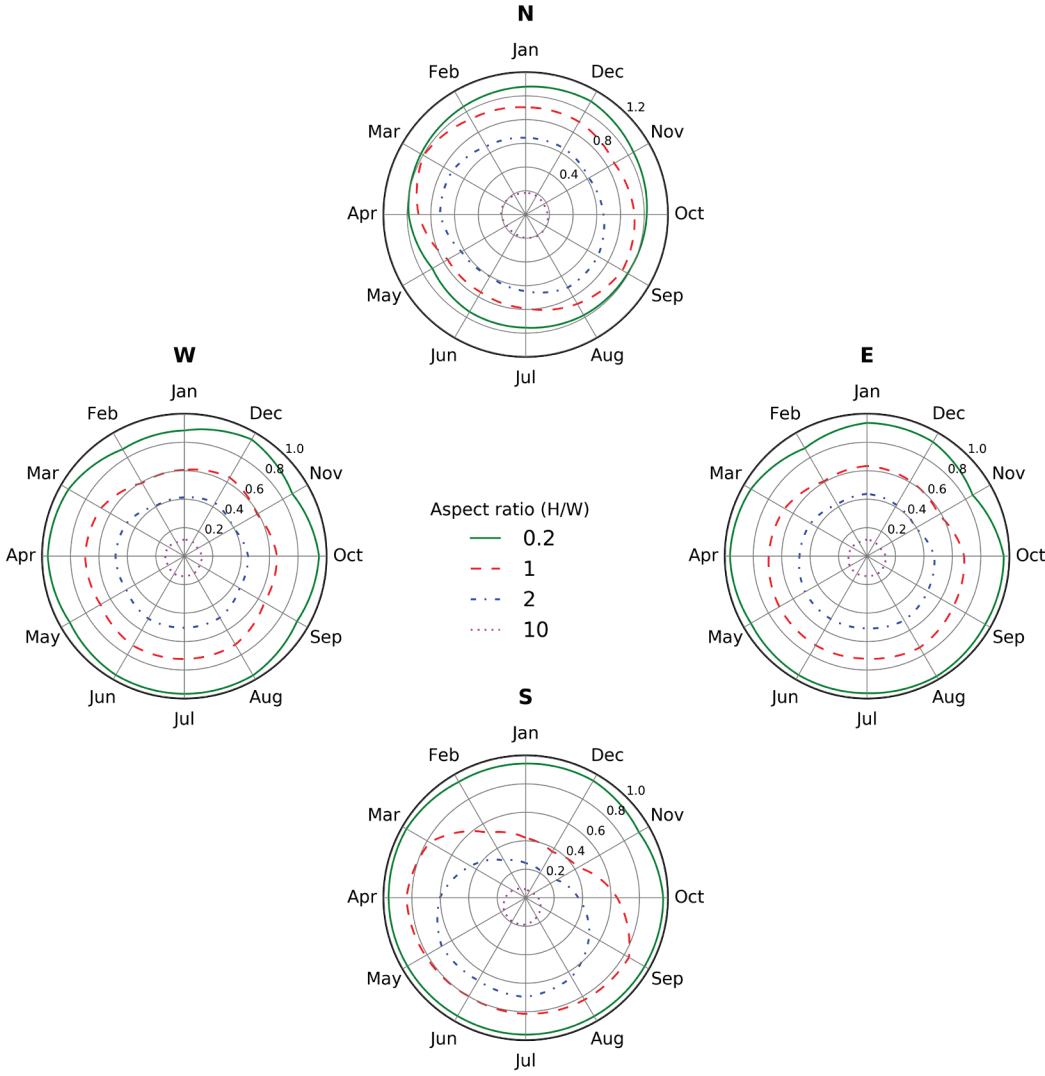 N
Jan
Feb
Dec
1.2
Mar
Nov
0.8
0.4
Apr
Oct
May
Sep
Jun
Aug
Jul
W
Jan
Feb
Dec
1.0
Mar
0.8
Nov
0.6
0.4
0.2
Apr
Oct
May
Sep
Jun
Aug
Jul
E
Jan
Feb
Dec
1.0
Mar
0.8
Nov
0.6
0.4
0.2
Apr
Oct
May
Sep
Jun
Aug
Jul
Aspect ratio (H/W)
0.2
1
2
10
S
Jan
Feb
Dec
1.0
Mar
0.8
Nov
0.6
0.4
0.2
Apr
Oct
May
Sep
Jun
Aug
Jul